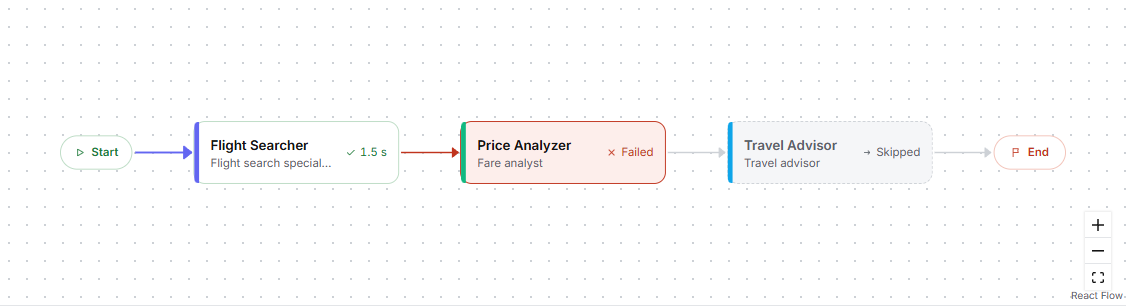 Start
Flight Searcher
Flight search special...
1.5 s
Price Analyzer
Fare analyst
Failed
Travel Advisor
Travel advisor
Skipped
End
React Flow